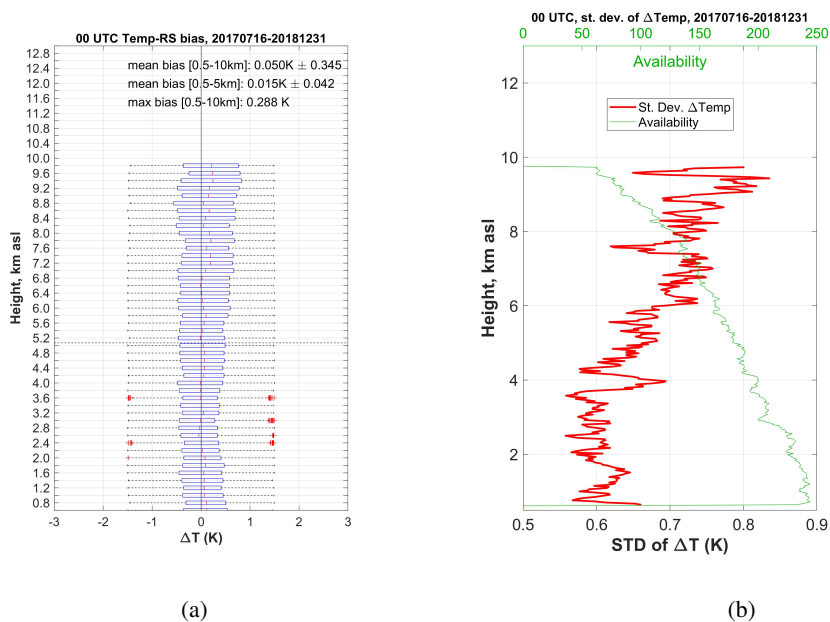 00 UTC Temp-RS bias, 20170716-20181231
mean bias [0.5-10km]: 0.050K ± 0.345
mean bias [0.5-5km]: 0.015K ± 0.042
max bias [0.5-10km]: 0.288 K
12.8
12.4
12.0
11.6
11.2
10.8
10.4
10.0
9.6
9.2
8.8
8.4
8.0
7.6
7.2
6.8
6.4
6.0
5.6
5.2
4.8
4.4
4.0
3.6
3.2
2.8
2.4
2.0
1.6
1.2
0.8
Height, km asl
-3 -2 -1 0 1 2 3
ΔT (K)
(a)
00 UTC, st. dev. of ΔTemp, 20170716-20181231
0 50 100 150 200 250
Availability
St. Dev. ΔTemp
Availability
12
10
8
6
4
2
Height, km asl
0.5 0.6 0.7 0.8 0.9
STD of ΔT (K)
(b)